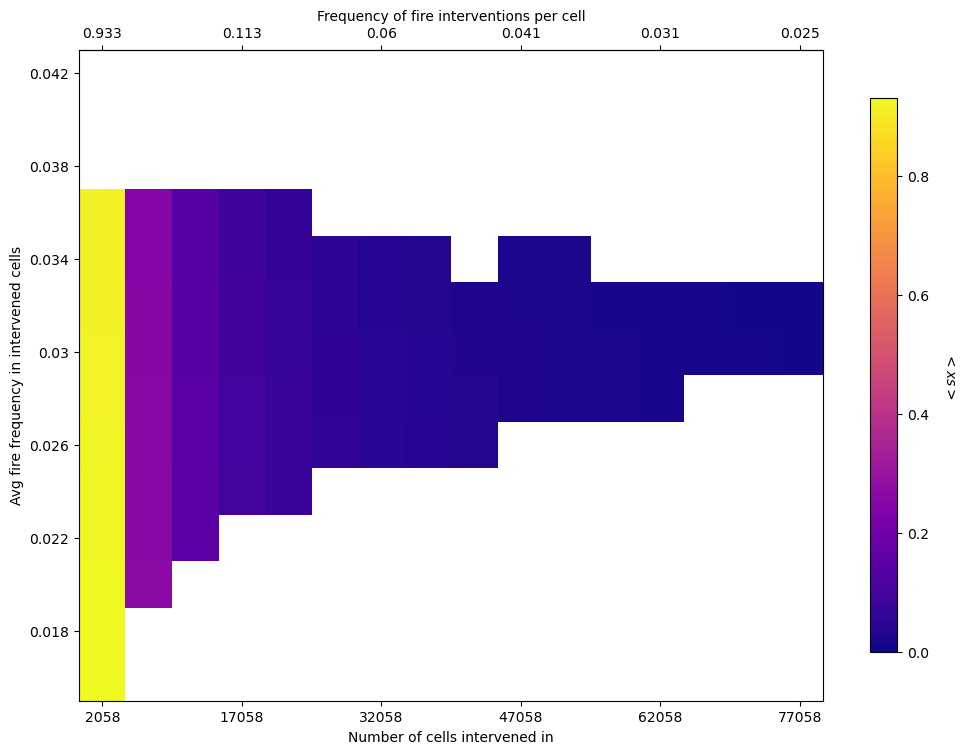 Frequency of fire interventions per cell
0.933 0.113 0.06 0.041 0.031 0.025
0.042
0.038
0.034
0.03
0.026
0.022
0.018
Avg fire frequency in intervened cells
2058 17058 32058 47058 62058 77058
Number of cells intervened in
0.8
0.6
0.4
0.2
0.0
< sx >